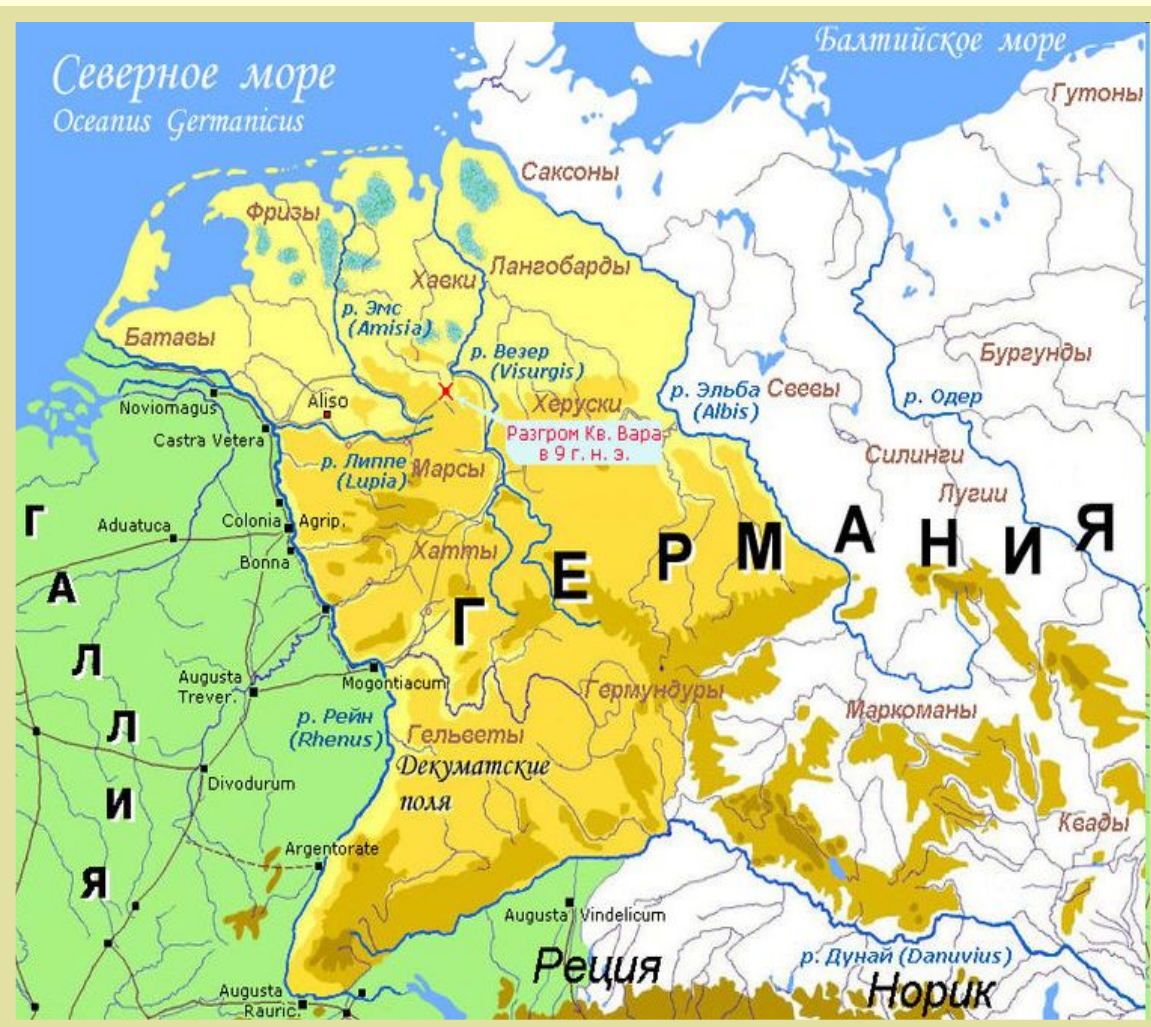 Балтийское море
Северное море
Oceanus Germanicus
Гутоны
Саксоны
Фризы
Хавки
Лангобарды
р. Эмс
(Amisia)
Батавы
р. Везер
(Visurgis)
Бургунды
р. Эльба
(Albis)
Свевы
р. Одер
Noviomagus
Aliso
Херуски
Castra Vetera
Разгром Кв. Вара
в 9 г. н. э.
р. Липпе
(Lupia)
Марсы
Силинги
Лугии
Aduatuca
Colonia
Agrip.
Bonna
Хатты
ГЕРМАНИЯ
ГАЛЛИЯ
Augusta
Trever.
Mogontiacum
Гермундуры
Маркоманы
р. Рейн
(Rhenus)
Гельветы
Декуматские
поля
Divodurum
Квады
Argentorate
Augusta Vindelicum
Реция
р. Дунай (Danuvius)
Норик
Augusta
Rauric.